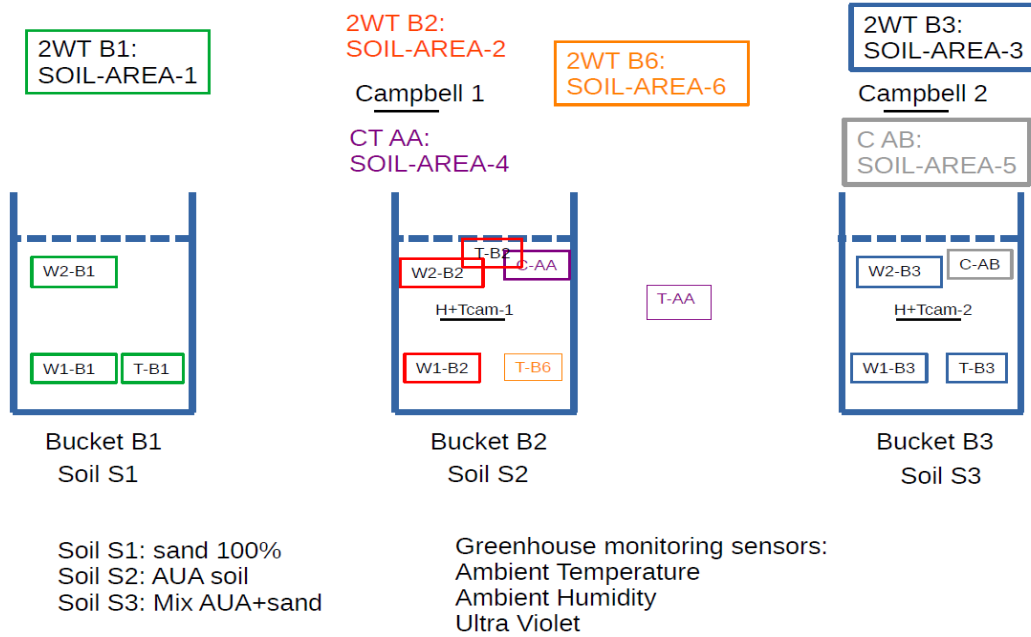 2WT B1:
SOIL-AREA-1
2WT B2:
SOIL-AREA-2
Campbell 1
CT AA:
SOIL-AREA-4
2WT B6:
SOIL-AREA-6
2WT B3:
SOIL-AREA-3
Campbell 2
C AB:
SOIL-AREA-5
W2-B1
W1-B1
T-B1
T-B2
W2-B2
C-AA
H+Tcam-1
W1-B2
T-B6
T-AA
W2-B3
C-AB
H+Tcam-2
W1-B3
T-B3
Bucket B1
Soil S1
Bucket B2
Soil S2
Bucket B3
Soil S3
Soil S1: sand 100%
Soil S2: AUA soil
Soil S3: Mix AUA+sand
Greenhouse monitoring sensors:
Ambient Temperature
Ambient Humidity
Ultra Violet